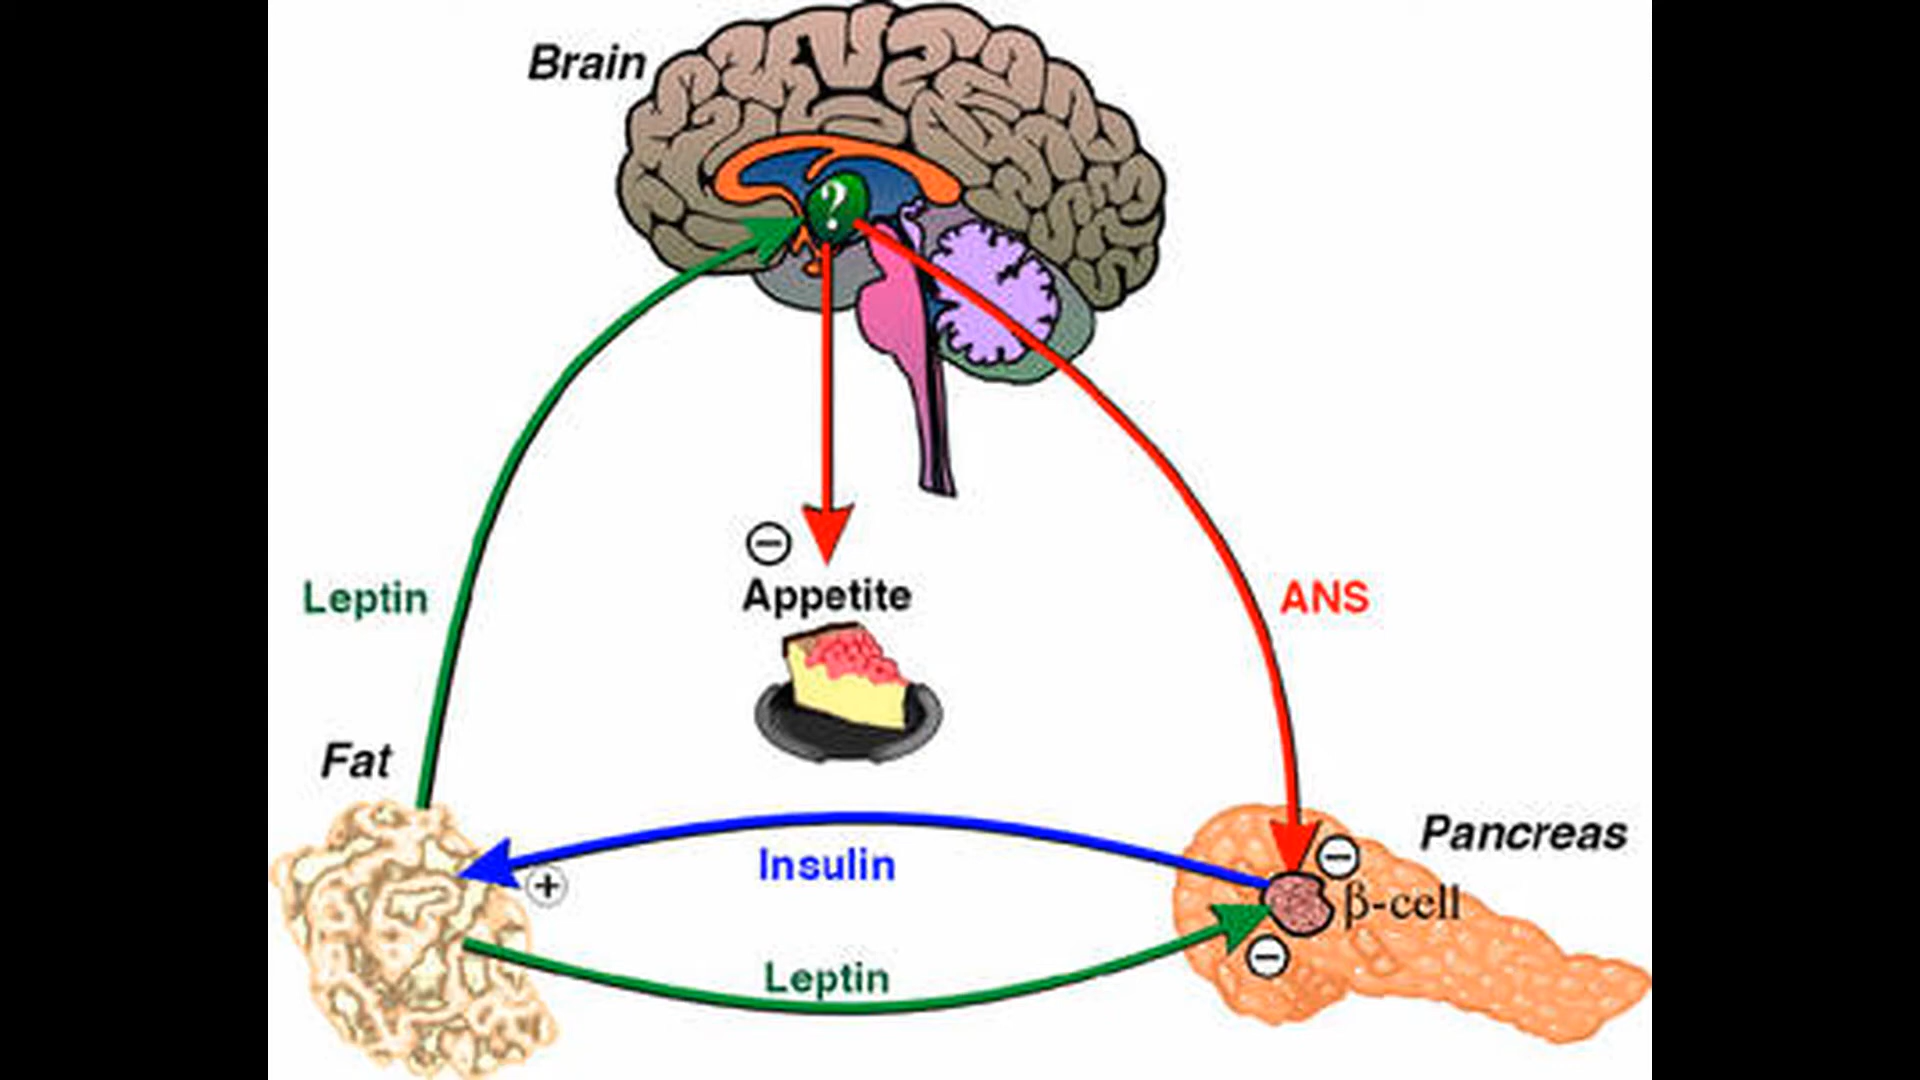 Brain
?
⊖
Appetite
Leptin
ANS
Fat
Pancreas
Insulin
⊕
⊖
β-cell
⊖
Leptin